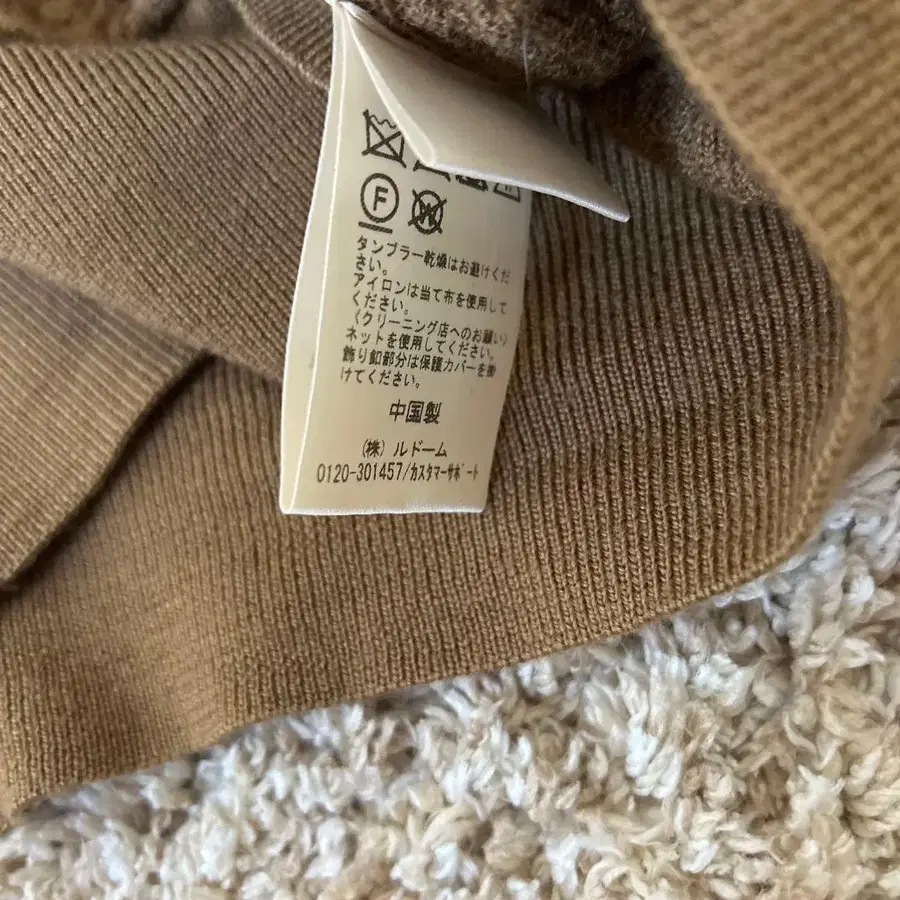 F
W
タンブラー乾燥はお避けくだ
さい。
アイロンは当て布を使用して
ください。
〈クリーニング店へのお願い〉
ネットを使用してください。
飾り釦部分は保護カバーを掛
けてください。
中国製
(株) ルドーム
0120-301457/カスタマーサポート